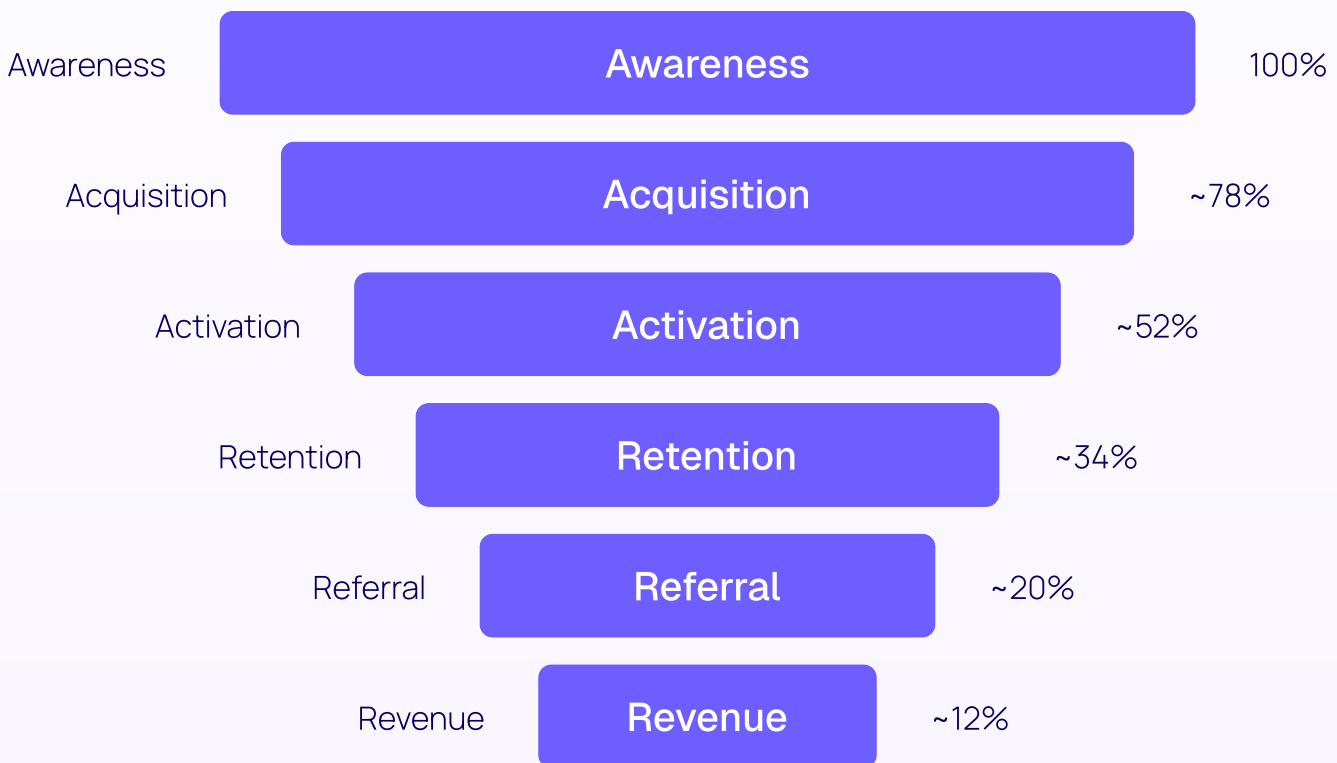 Awareness Awareness 100%
Acquisition Acquisition ~78%
Activation Activation ~52%
Retention Retention ~34%
Referral Referral ~20%
Revenue Revenue ~12%